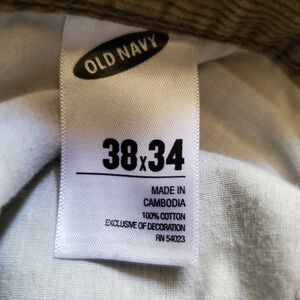 OLD NAVY
38x34
MADE IN
CAMBODIA
100% COTTON
EXCLUSIVE OF DECORATION
RN 54023